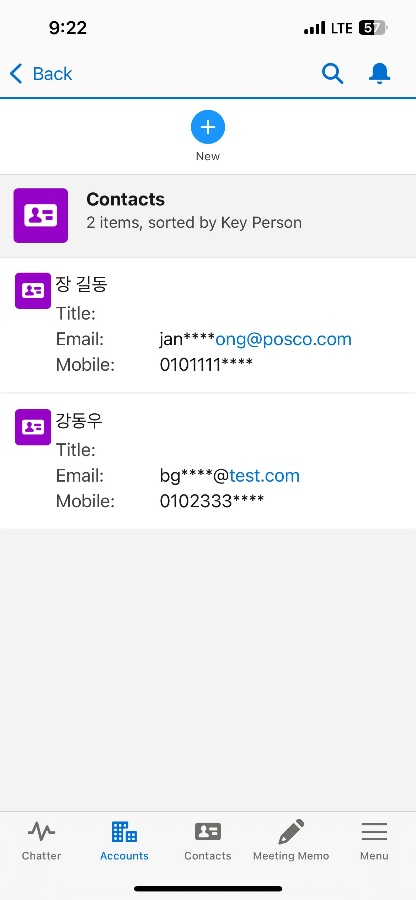 9:22
LTE 57
Back
New
Contacts
2 items, sorted by Key Person
장 길동
Title:
Email: jan****ong@posco.com
Mobile: 0101111****
강동우
Title:
Email: bg****@test.com
Mobile: 0102333****
Chatter Accounts Contacts Meeting Memo Menu